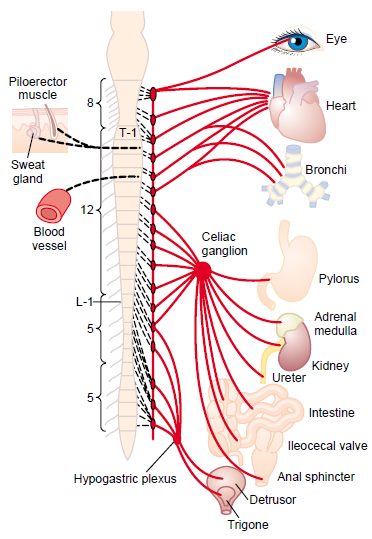 Eye
Piloerector
muscle
8
Heart
T-1
Sweat
gland
Bronchi
12
Blood
vessel
Celiac
ganglion
Pylorus
L-1
Adrenal
medulla
5
Kidney
Ureter
5
Intestine
Ileocecal valve
Hypogastric plexus
Anal sphincter
Detrusor
Trigone